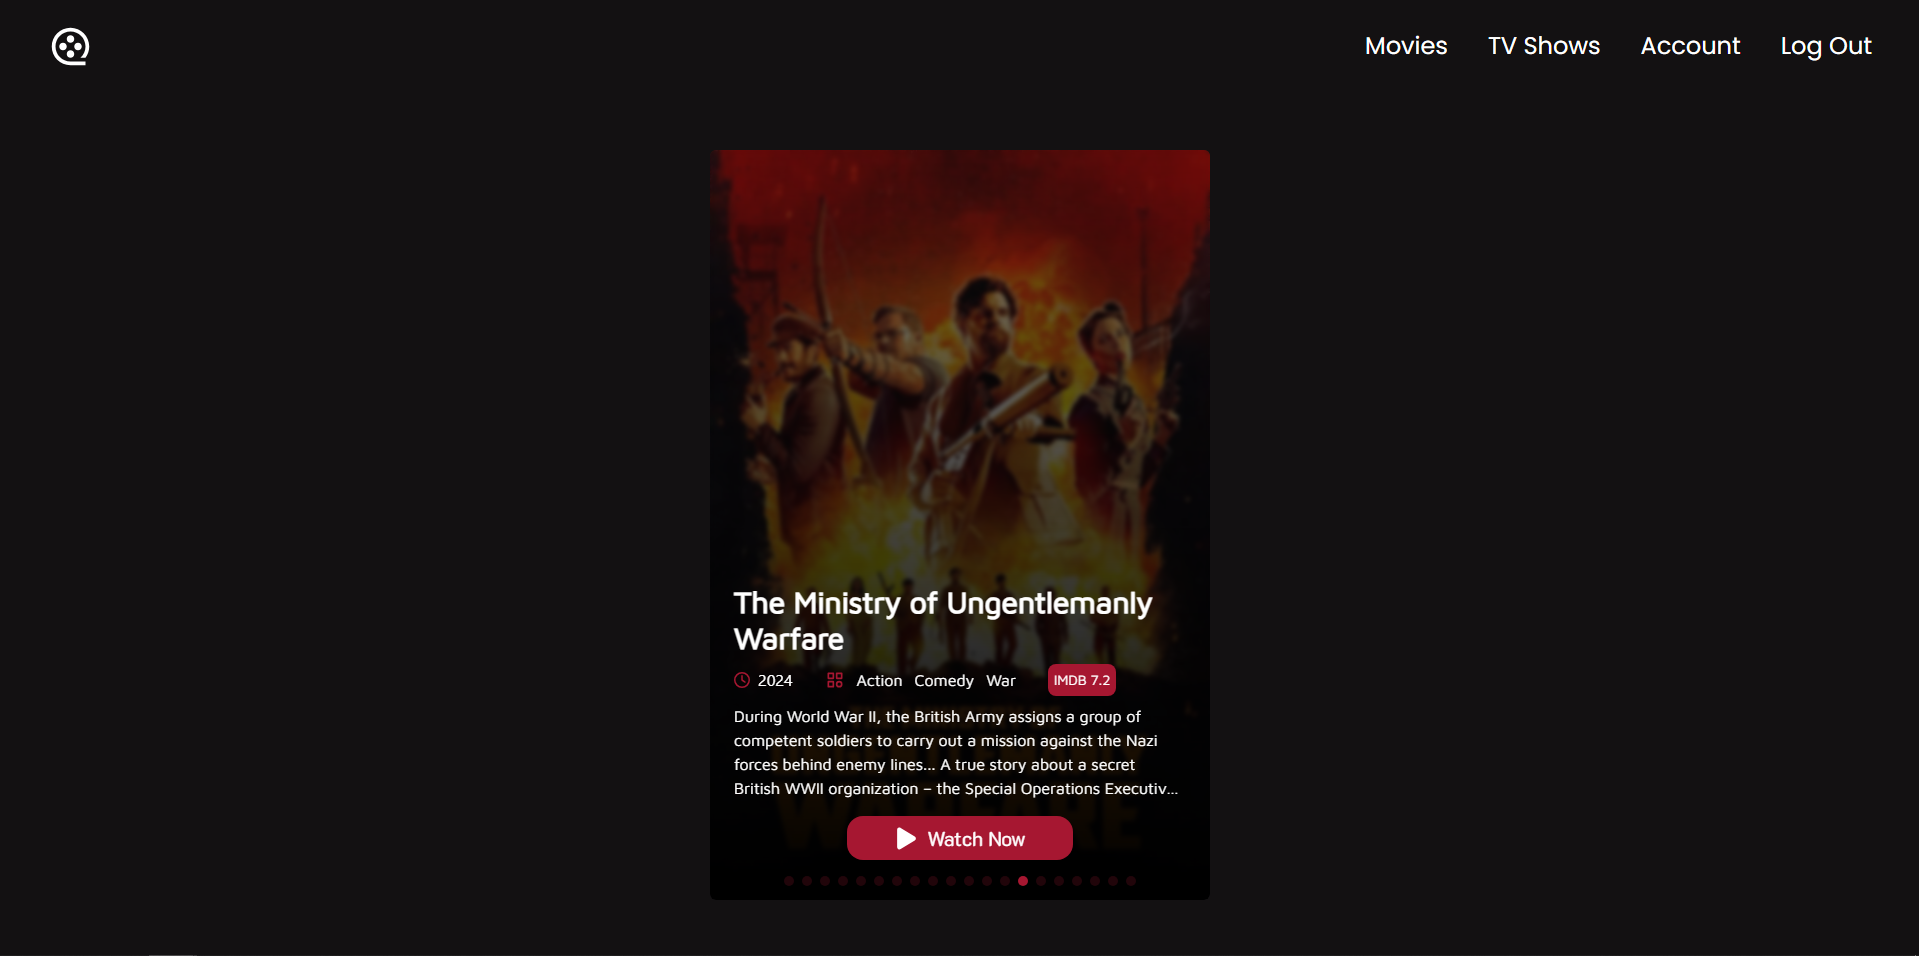 Movies TV Shows Account Log Out
The Ministry of Ungentlemanly
Warfare
2024 Action Comedy War IMDB 7.2
During World War II, the British Army assigns a group of
competent soldiers to carry out a mission against the Nazi
forces behind enemy lines... A true story about a secret
British WWII organization – the Special Operations Executiv...
WARFARE
Watch Now